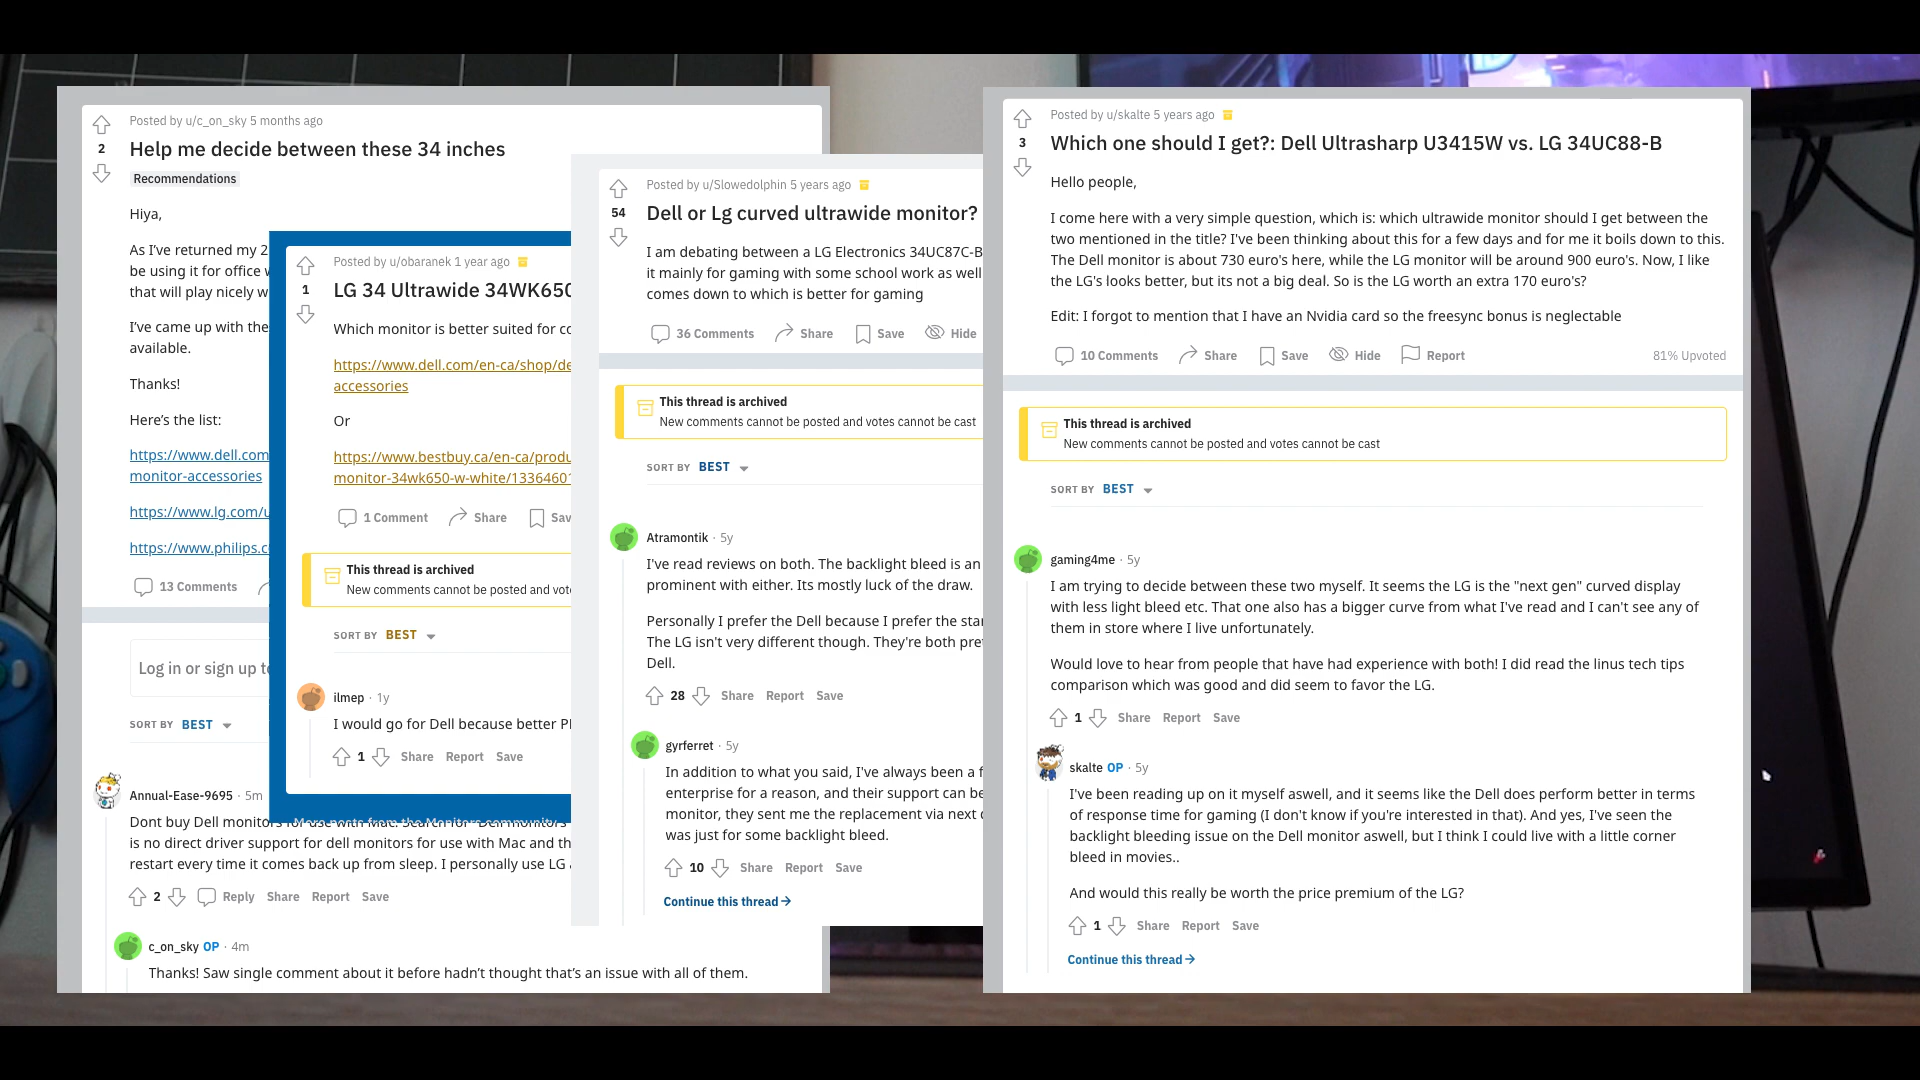 Posted by u/c_on_sky 5 months ago
2
Help me decide between these 34 inches
Recommendations
Hiya,
As I've returned my 2
be using it for office
that will play nicely
I've came up with the
available.
Thanks!
Here's the list:
https://www.dell.com
monitor-accessories
https://www.lg.com/
https://www.philips.
13 Comments
Log in or sign up
SORT BY BEST
Annual-Ease-9695 · 5m
Dont buy Dell monitors for use with Mac.
is no direct driver support for dell monitors for use with Mac and th
restart every time it comes back up from sleep. I personally use LG
2 Reply Share Report Save
c_on_sky OP · 4m
Thanks! Saw single comment about it before hadn't thought that's an issue with all of them.
Posted by u/obaranek 1 year ago
1
LG 34 Ultrawide 34WK650
Which monitor is better suited for co
https://www.dell.com/en-ca/shop/de
accessories
Or
https://www.bestbuy.ca/en-ca/produ
monitor-34wk650-w-white/1336460
1 Comment Share Sav
This thread is archived
New comments cannot be posted and vote
SORT BY BEST
ilmep · 1y
I would go for Dell because better P
1 Share Report Save
More posts from the Monitors community
Posted by u/Slowedolphin 5 years ago
54
Dell or Lg curved ultrawide monitor?
I am debating between a LG Electronics 34UC87C-B
it mainly for gaming with some school work as well
comes down to which is better for gaming
36 Comments Share Save Hide
This thread is archived
New comments cannot be posted and votes cannot be cast
SORT BY BEST
Atramontik · 5y
I've read reviews on both. The backlight bleed is an
prominent with either. Its mostly luck of the draw.
Personally I prefer the Dell because I prefer the sta
The LG isn't very different though. They're both pre
Dell.
28 Share Report Save
gyrferret · 5y
In addition to what you said, I've always been a f
enterprise for a reason, and their support can be
monitor, they sent me the replacement via next
was just for some backlight bleed.
10 Share Report Save
Continue this thread
Posted by u/skalte 5 years ago
3
Which one should I get?: Dell Ultrasharp U3415W vs. LG 34UC88-B
Hello people,
I come here with a very simple question, which is: which ultrawide monitor should I get between the
two mentioned in the title? I've been thinking about this for a few days and for me it boils down to this.
The Dell monitor is about 730 euro's here, while the LG monitor will be around 900 euro's. Now, I like
the LG's looks better, but its not a big deal. So is the LG worth an extra 170 euro's?
Edit: I forgot to mention that I have an Nvidia card so the freesync bonus is neglectable
10 Comments Share Save Hide Report 81% Upvoted
This thread is archived
New comments cannot be posted and votes cannot be cast
SORT BY BEST
gaming4me · 5y
I am trying to decide between these two myself. It seems the LG is the "next gen" curved display
with less light bleed etc. That one also has a bigger curve from what I've read and I can't see any of
them in store where I live unfortunately.
Would love to hear from people that have had experience with both! I did read the linus tech tips
comparison which was good and did seem to favor the LG.
1 Share Report Save
skalte OP · 5y
I've been reading up on it myself aswell, and it seems like the Dell does perform better in terms
of response time for gaming (I don't know if you're interested in that). And yes, I've seen the
backlight bleeding issue on the Dell monitor aswell, but I think I could live with a little corner
bleed in movies..
And would this really be worth the price premium of the LG?
1 Share Report Save
Continue this thread